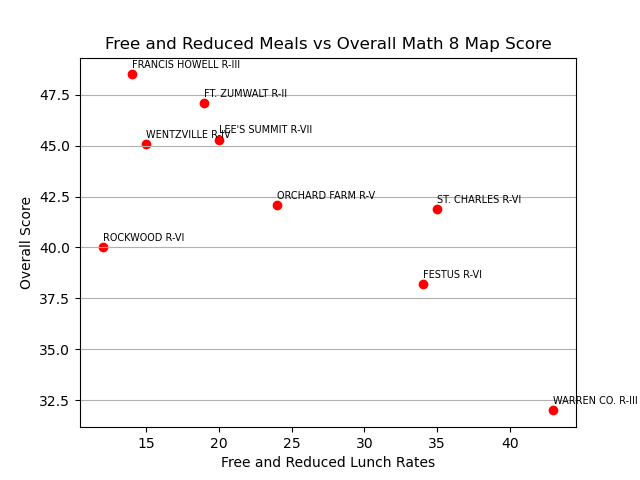 Free and Reduced Meals vs Overall Math 8 Map Score
FRANCIS HOWELL R-III
47.5
FT. ZUMWALT R-II
LEE'S SUMMIT R-VII
WENTZVILLE R-IV
45.0
42.5
ORCHARD FARM R-V
ST. CHARLES R-VI
ROCKWOOD R-VI
40.0
FESTUS R-VI
37.5
35.0
32.5
WARREN CO. R-III
Overall Score
15 20 25 30 35 40
Free and Reduced Lunch Rates